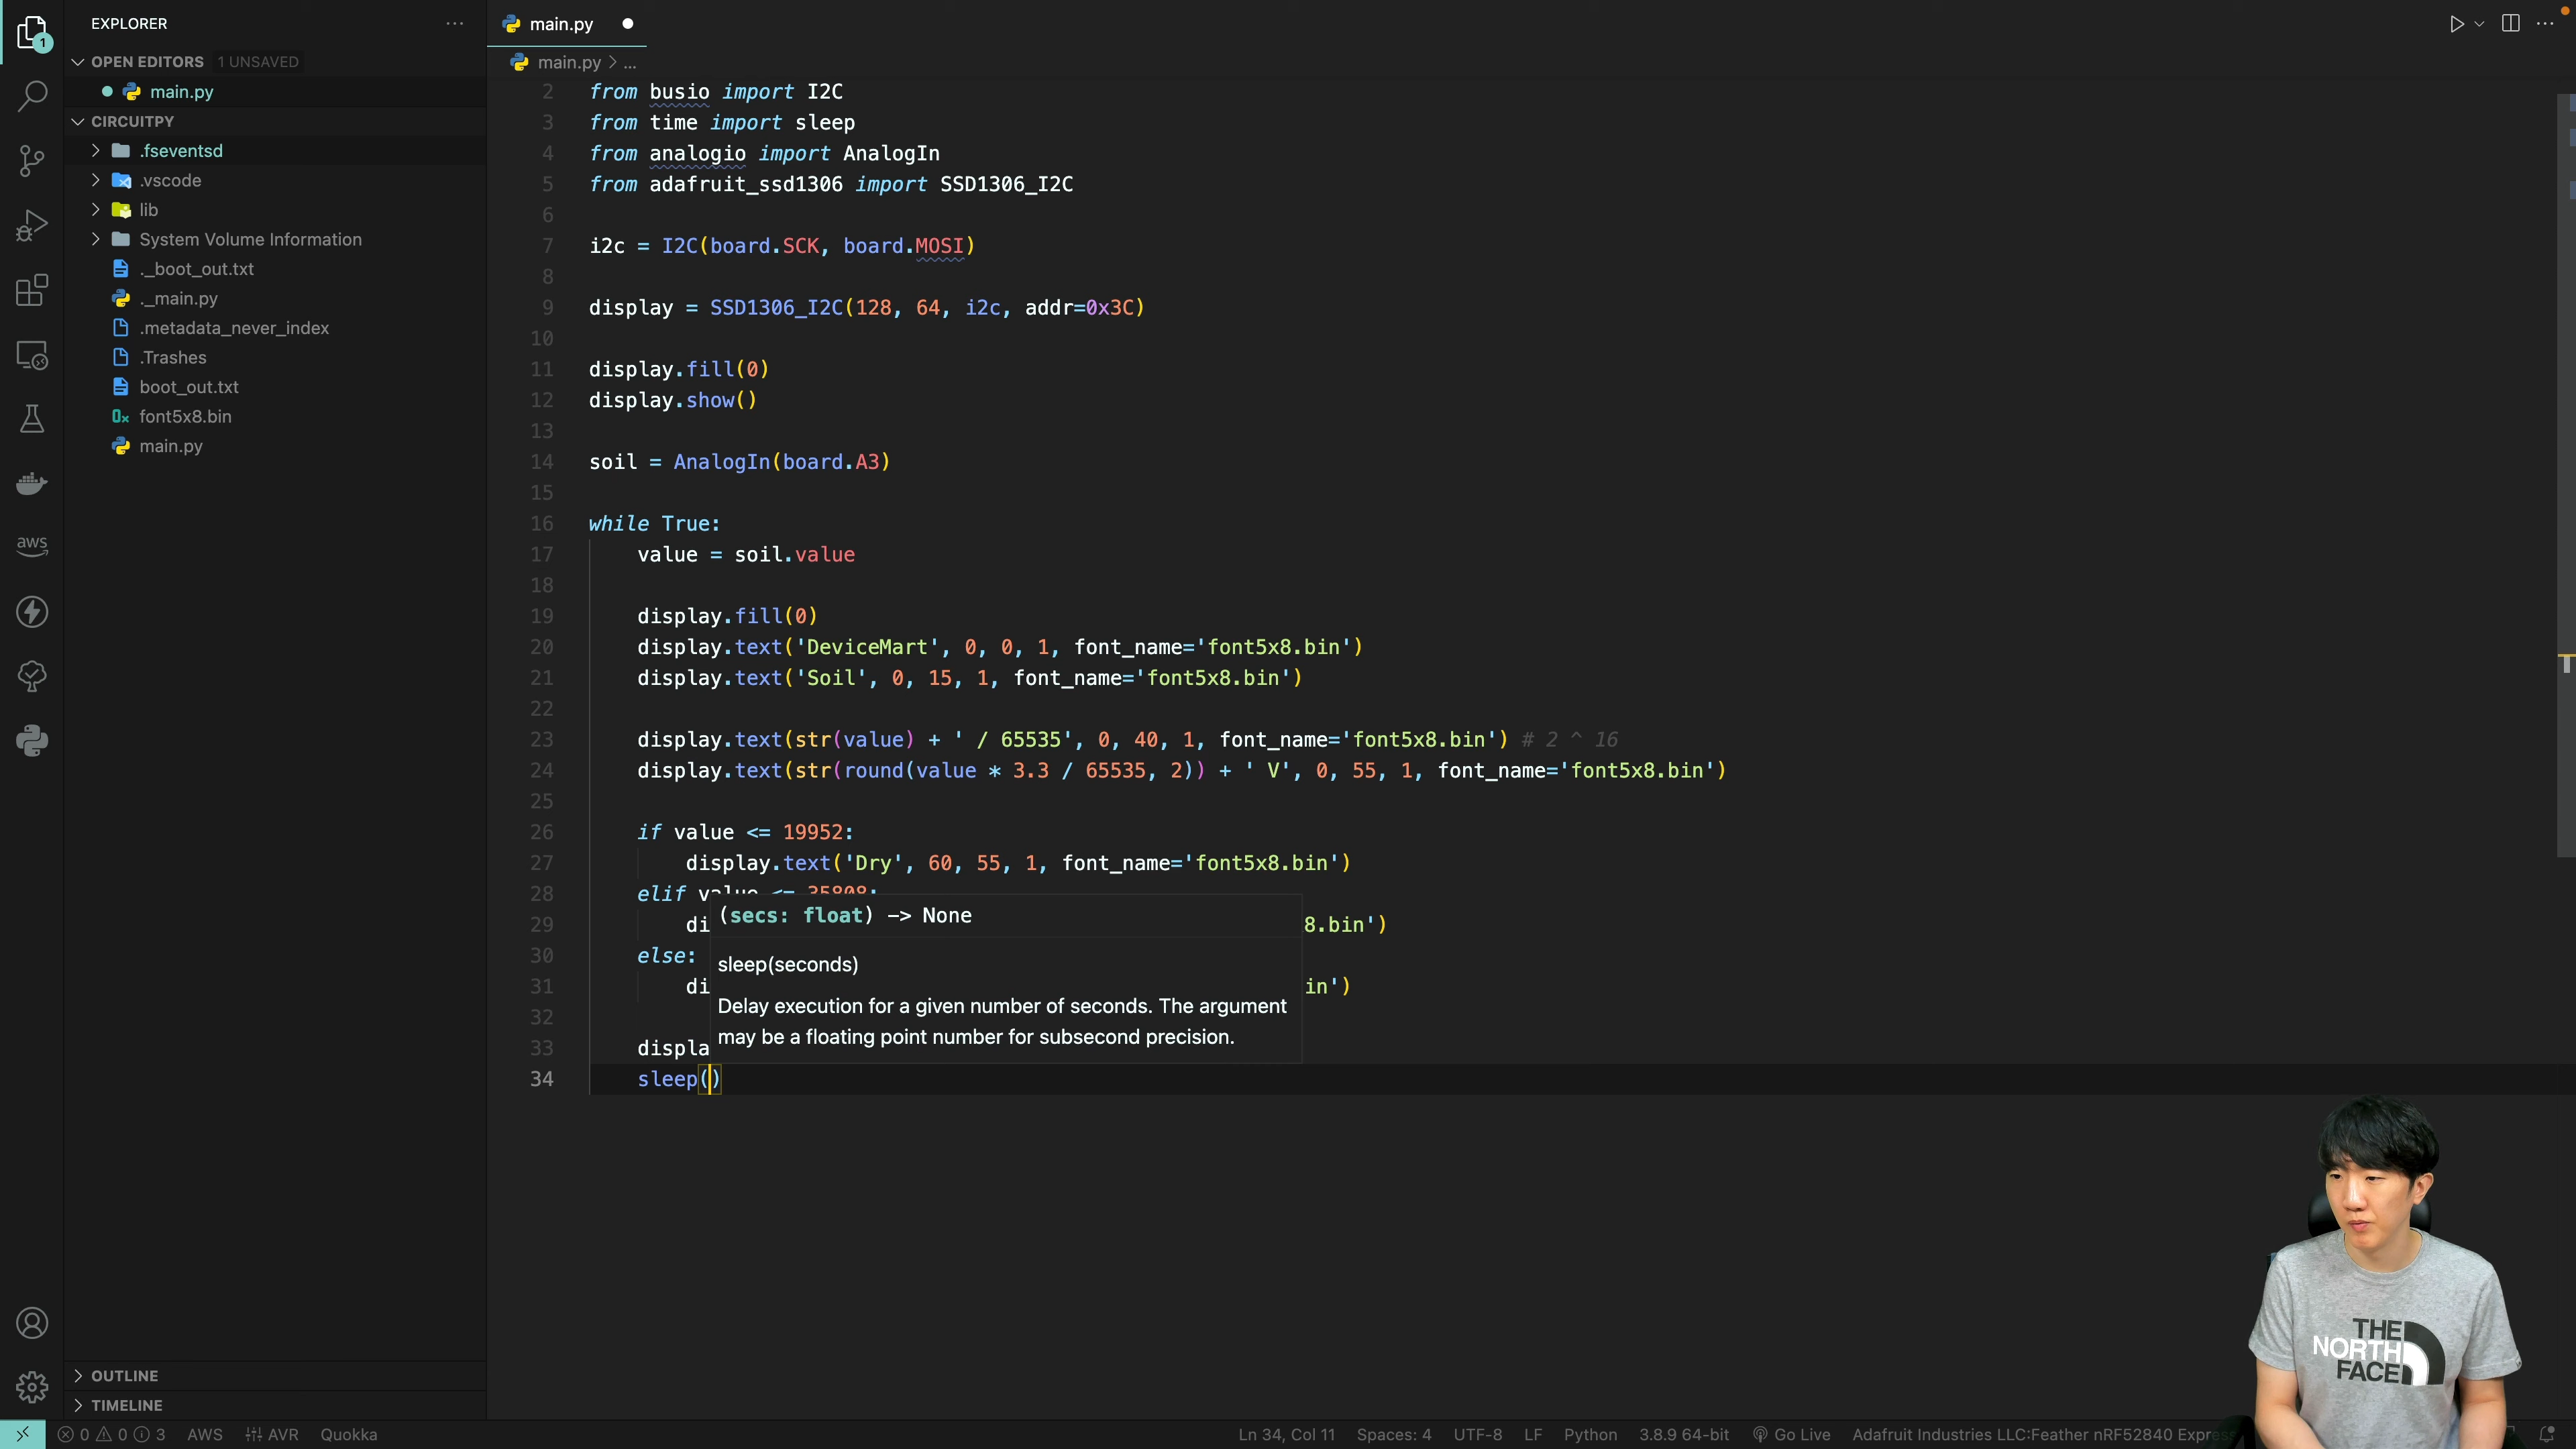 EXPLORER
OPEN EDITORS 1 UNSAVED
main.py
CIRCUITPY
.fseventsd
.vscode
lib
System Volume Information
._boot_out.txt
._main.py
.metadata_never_index
.Trashes
boot_out.txt
font5x8.bin
main.py
OUTLINE
TIMELINE
1
aws
main.py
main.py > ...
2 from busio import I2C
3 from time import sleep
4 from analogio import AnalogIn
5 from adafruit_ssd1306 import SSD1306_I2C
6
7 i2c = I2C(board.SCK, board.MOSI)
8
9 display = SSD1306_I2C(128, 64, i2c, addr=0x3C)
10
11 display.fill(0)
12 display.show()
13
14 soil = AnalogIn(board.A3)
15
16 while True:
17 value = soil.value
18
19 display.fill(0)
20 display.text('DeviceMart', 0, 0, 1, font_name='font5x8.bin')
21 display.text('Soil', 0, 15, 1, font_name='font5x8.bin')
22
23 display.text(str(value) + ' / 65535', 0, 40, 1, font_name='font5x8.bin') # 2 ^ 16
24 display.text(str(round(value * 3.3 / 65535, 2)) + ' V', 0, 55, 1, font_name='font5x8.bin')
25
26 if value <= 19952:
27 display.text('Dry', 60, 55, 1, font_name='font5x8.bin')
28 elif value <= 35808:
29 di 8.bin')
30 else:
31 di in')
32
33 displa
34 sleep()
(secs: float) -> None
sleep(seconds)
Delay execution for a given number of seconds. The argument
may be a floating point number for subsecond precision.
THE
NORTH
FACE
0 0 3 AWS AVR Quokka
Ln 34, Col 11 Spaces: 4 UTF-8 LF Python 3.8.9 64-bit Go Live Adafruit Industries LLC:Feather nRF52840 Expre